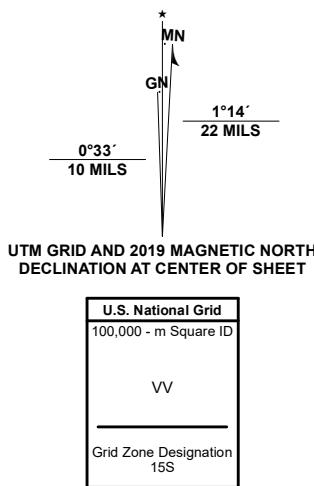 MN
GN
1°14´
22 MILS
0°33´
10 MILS
UTM GRID AND 2019 MAGNETIC NORTH
DECLINATION AT CENTER OF SHEET
U.S. National Grid
100,000 - m Square ID
VV
Grid Zone Designation
15S